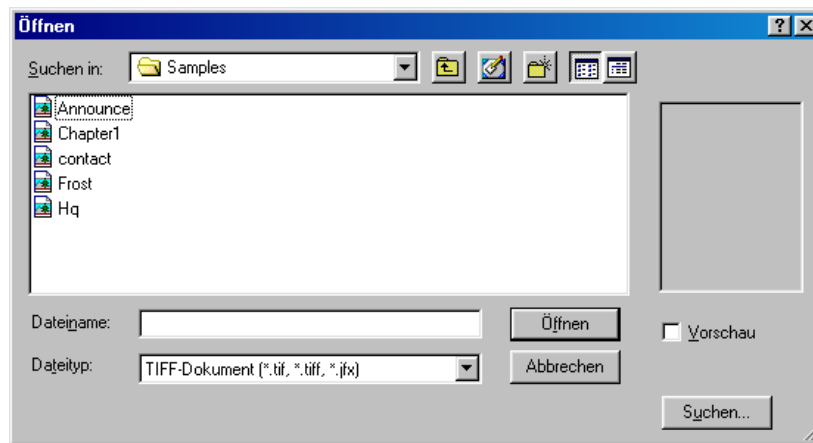 Öffnen
Suchen in: Samples
Announce
Chapter1
contact
Frost
Hq
Dateiname: Öffnen
Vorschau
Dateityp: TIFF-Dokument (*.tif, *.tiff, *.jfx) Abbrechen
Suchen...